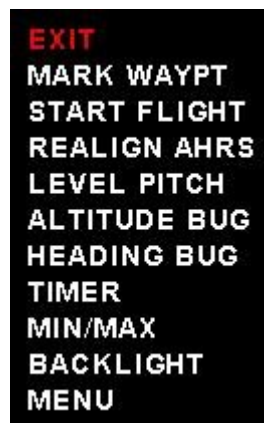 EXIT
MARK WAYPT
START FLIGHT
REALIGN AHRS
LEVEL PITCH
ALTITUDE BUG
HEADING BUG
TIMER
MIN/MAX
BACKLIGHT
MENU